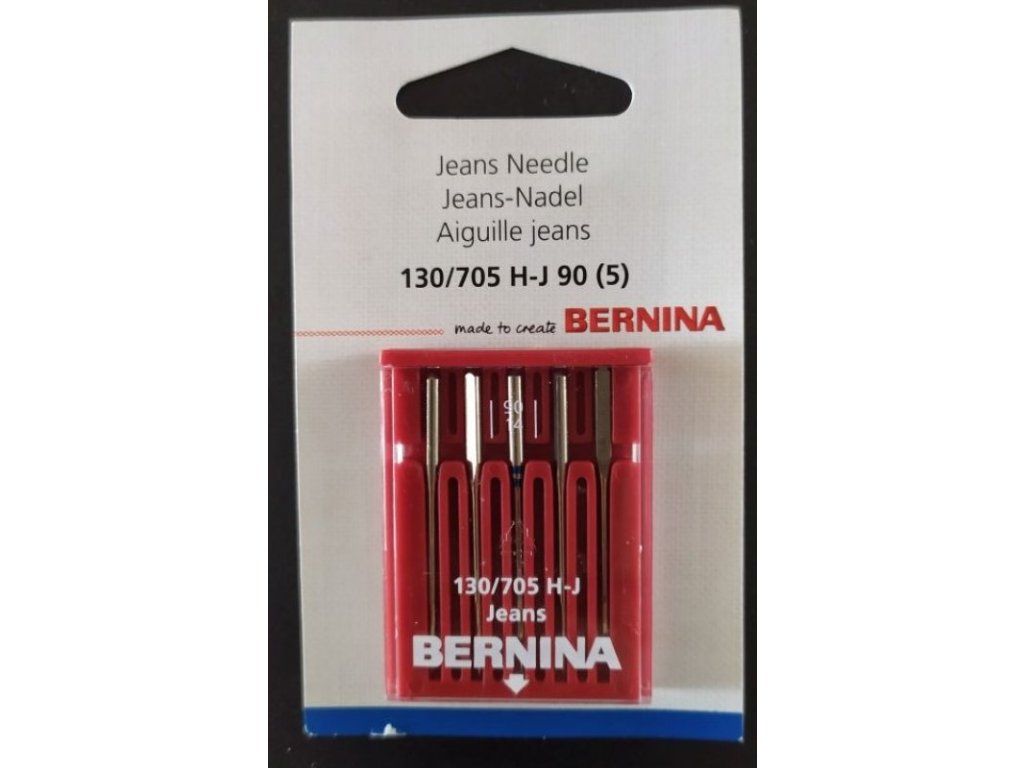 Jeans Needle
Jeans-Nadel
Aiguille jeans
130/705 H-J 90 (5)
made to create BERNINA
90
14
130/705 H-J
Jeans
BERNINA